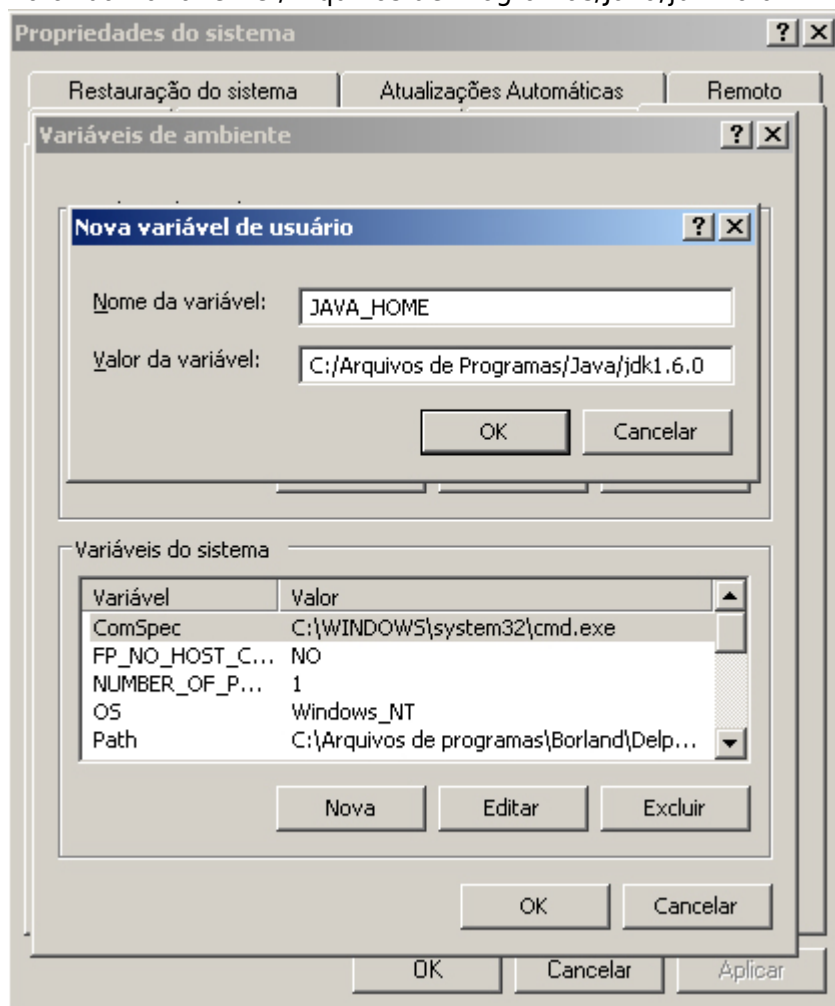 Propriedades do sistema
Restauração do sistema
Atualizações Automáticas
Remoto
Variáveis de ambiente
Nova variável de usuário
Nome da variável:
JAVA_HOME
Valor da variável:
C:/Arquivos de Programas/Java/jdk1.6.0
OK
Cancelar
Variáveis do sistema
Variável Valor
ComSpec C:\WINDOWS\system32\cmd.exe
FP_NO_HOST_C... NO
NUMBER_OF_P... 1
OS Windows_NT
Path C:\Arquivos de programas\Borland\Delp...
Nova
Editar
Excluir
OK
Cancelar
OK
Cancelar
Aplicar